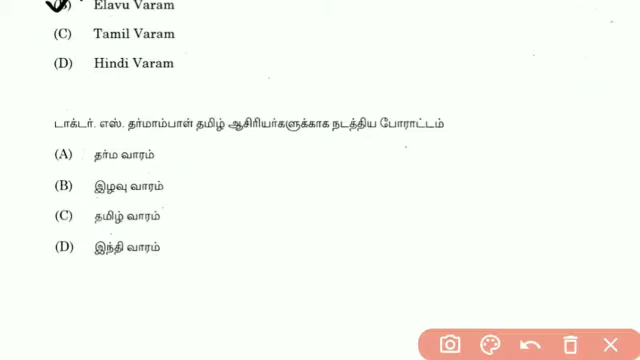 (B) Elavu Varam
(C) Tamil Varam
(D) Hindi Varam
டாக்டர். எஸ். தர்மாம்பாள் தமிழ் ஆசிரியர்களுக்காக நடத்திய போராட்டம்
(A) தர்ம வாரம்
(B) இழவு வாரம்
(C) தமிழ் வாரம்
(D) இந்தி வாரம்